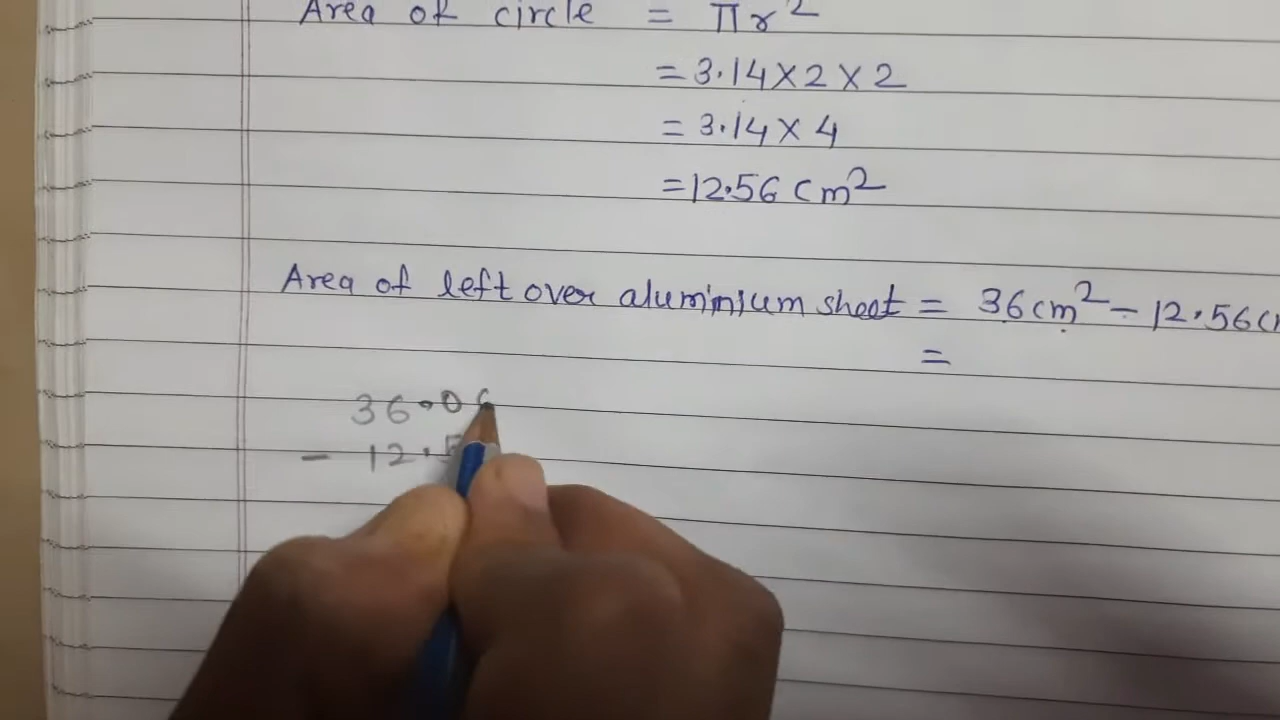 Area of circle = πr²
= 3.14 × 2 × 2
= 3.14 × 4
= 12.56 cm²
Area of left over aluminium sheet = 36 cm² - 12.56 c
=
36.0
- 12.5